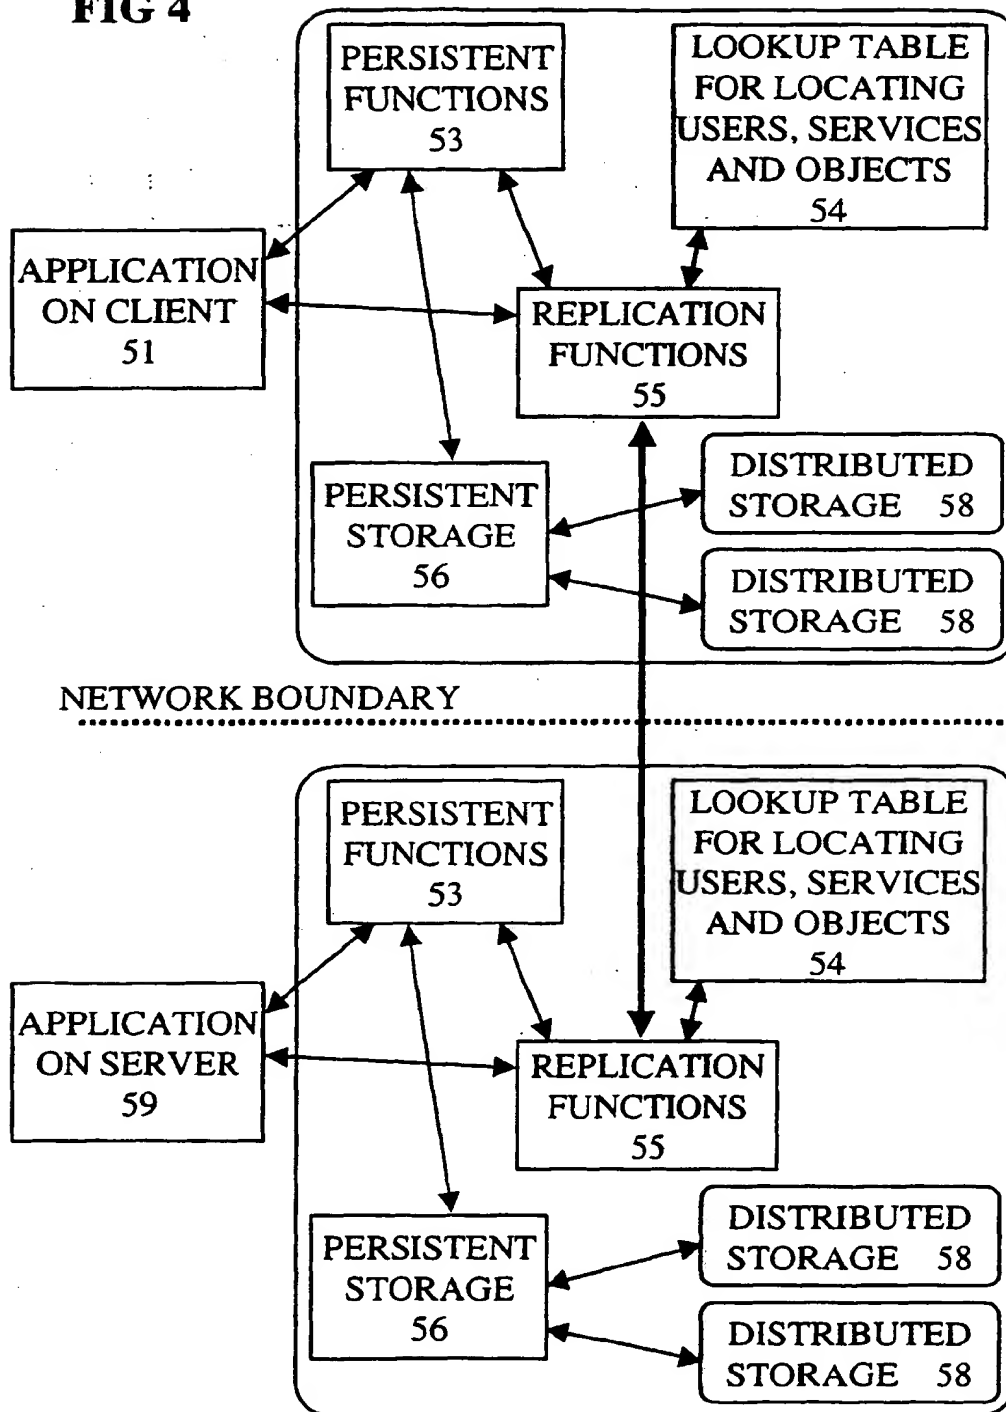 FIG 4
PERSISTENT
FUNCTIONS
53
LOOKUP TABLE
FOR LOCATING
USERS, SERVICES
AND OBJECTS
54
APPLICATION
ON CLIENT
51
REPLICATION
FUNCTIONS
55
PERSISTENT
STORAGE
56
DISTRIBUTED
STORAGE 58
DISTRIBUTED
STORAGE 58
NETWORK BOUNDARY
PERSISTENT
FUNCTIONS
53
LOOKUP TABLE
FOR LOCATING
USERS, SERVICES
AND OBJECTS
54
APPLICATION
ON SERVER
59
REPLICATION
FUNCTIONS
55
PERSISTENT
STORAGE
56
DISTRIBUTED
STORAGE 58
DISTRIBUTED
STORAGE 58